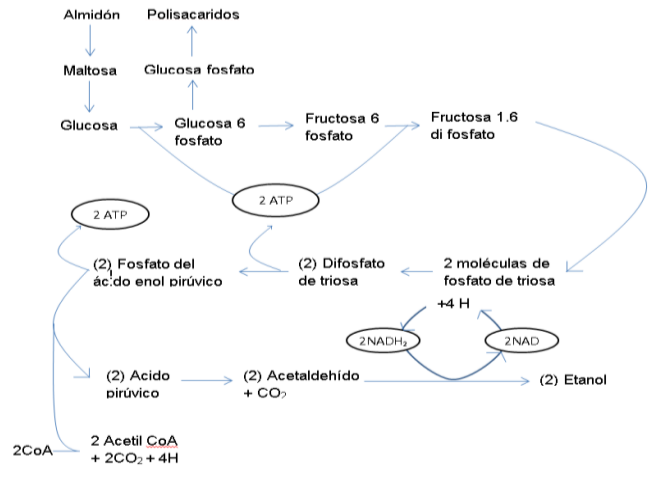 Almidón
Polisacaridos
Maltosa
Glucosa fosfato
Glucosa
Glucosa 6
fosfato
Fructosa 6
fosfato
Fructosa 1.6
di fosfato
2 ATP
2 ATP
(2) Fosfato del
ácido enol pirúvico
(2) Difosfato
de triosa
2 moléculas de
fosfato de triosa
+4 H
2NADH₂
2NAD
(2) Acido
pirúvico
(2) Acetaldehído
+ CO₂
(2) Etanol
2CoA
2 Acetil CoA
+ 2CO₂ + 4H